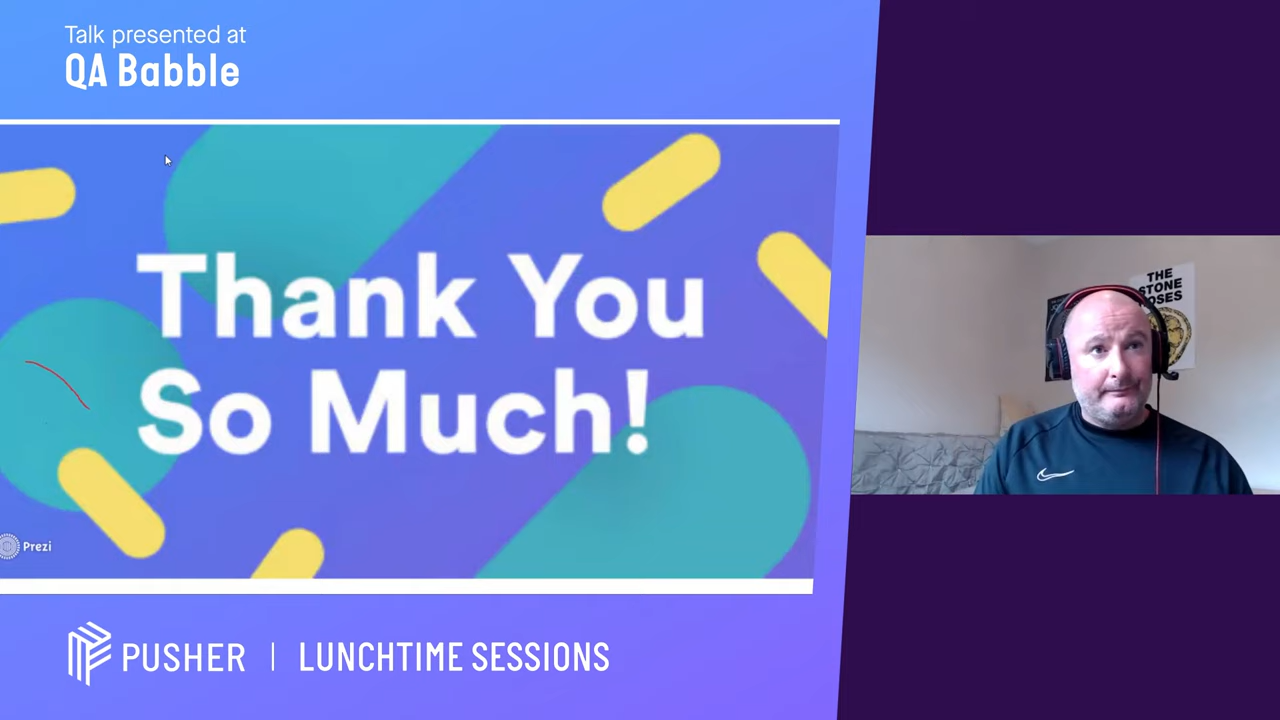 Talk presented at
QA Babble
Thank You
So Much!
Prezi
PUSHER | LUNCHTIME SESSIONS
THE
STONE
ROSES